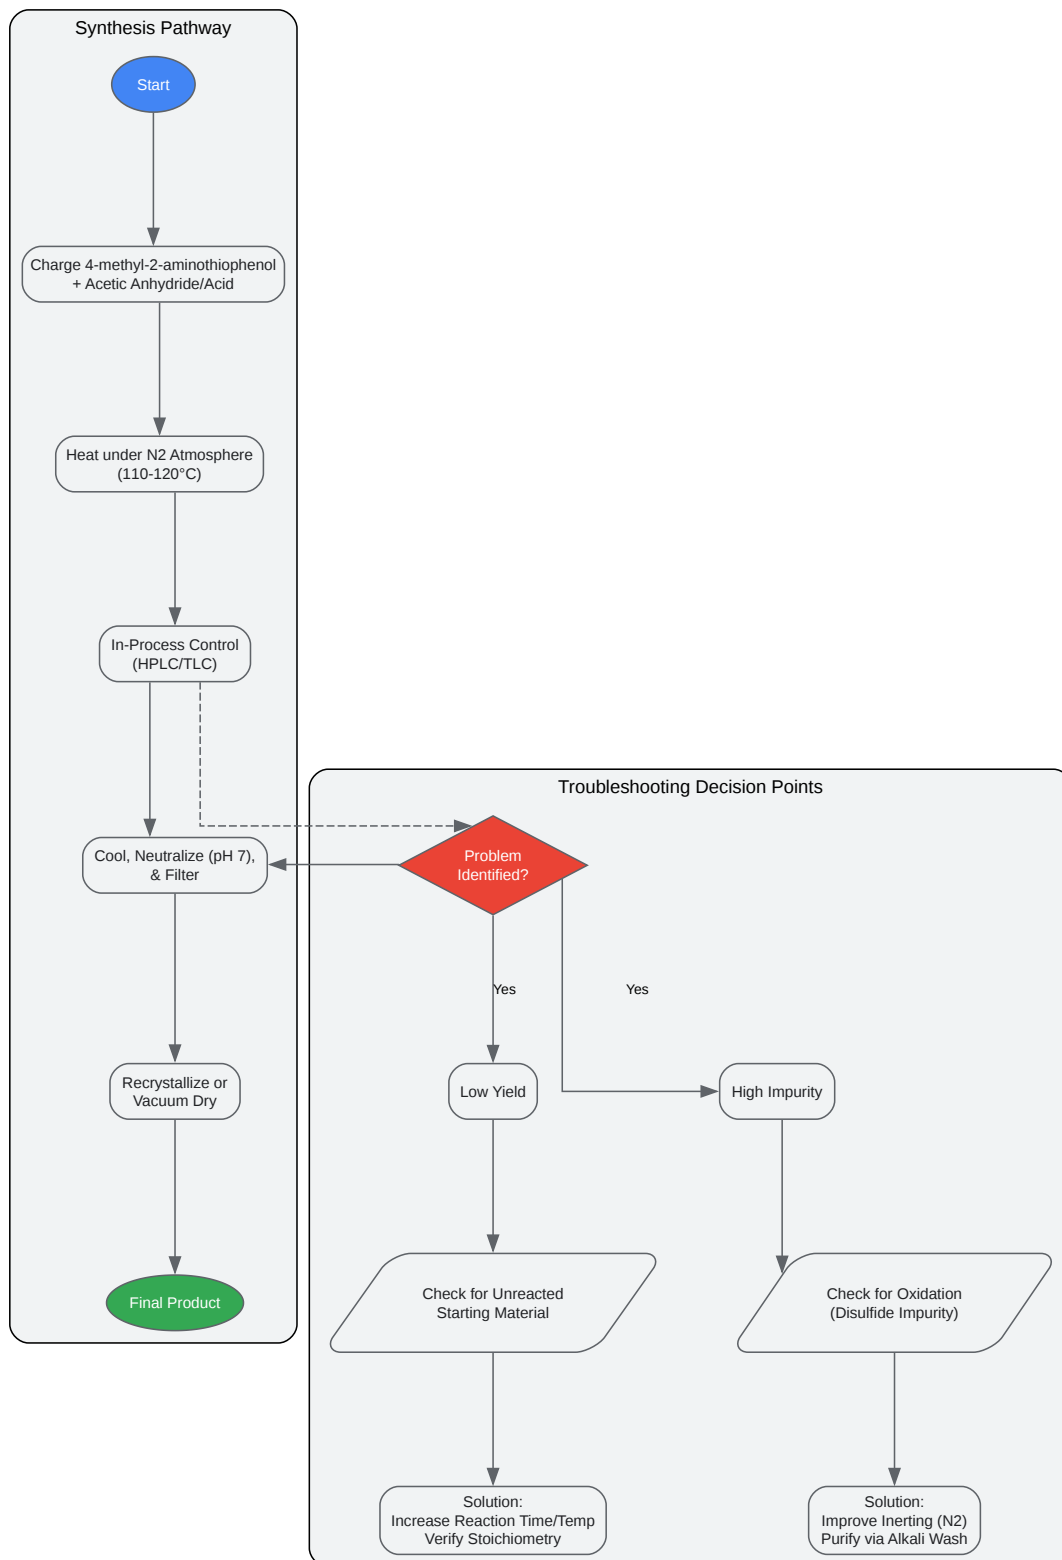 Synthesis Pathway
Start
Charge 4-methyl-2-aminothiophenol
+ Acetic Anhydride/Acid
Heat under N2 Atmosphere
(110-120°C)
In-Process Control
(HPLC/TLC)
Cool, Neutralize (pH 7),
& Filter
Recrystallize or
Vacuum Dry
Final Product
Troubleshooting Decision Points
Problem
Identified?
Yes
Yes
Low Yield
High Impurity
Check for Unreacted
Starting Material
Check for Oxidation
(Disulfide Impurity)
Solution:
Increase Reaction Time/Temp
Verify Stoichiometry
Solution:
Improve Inerting (N2)
Purify via Alkali Wash